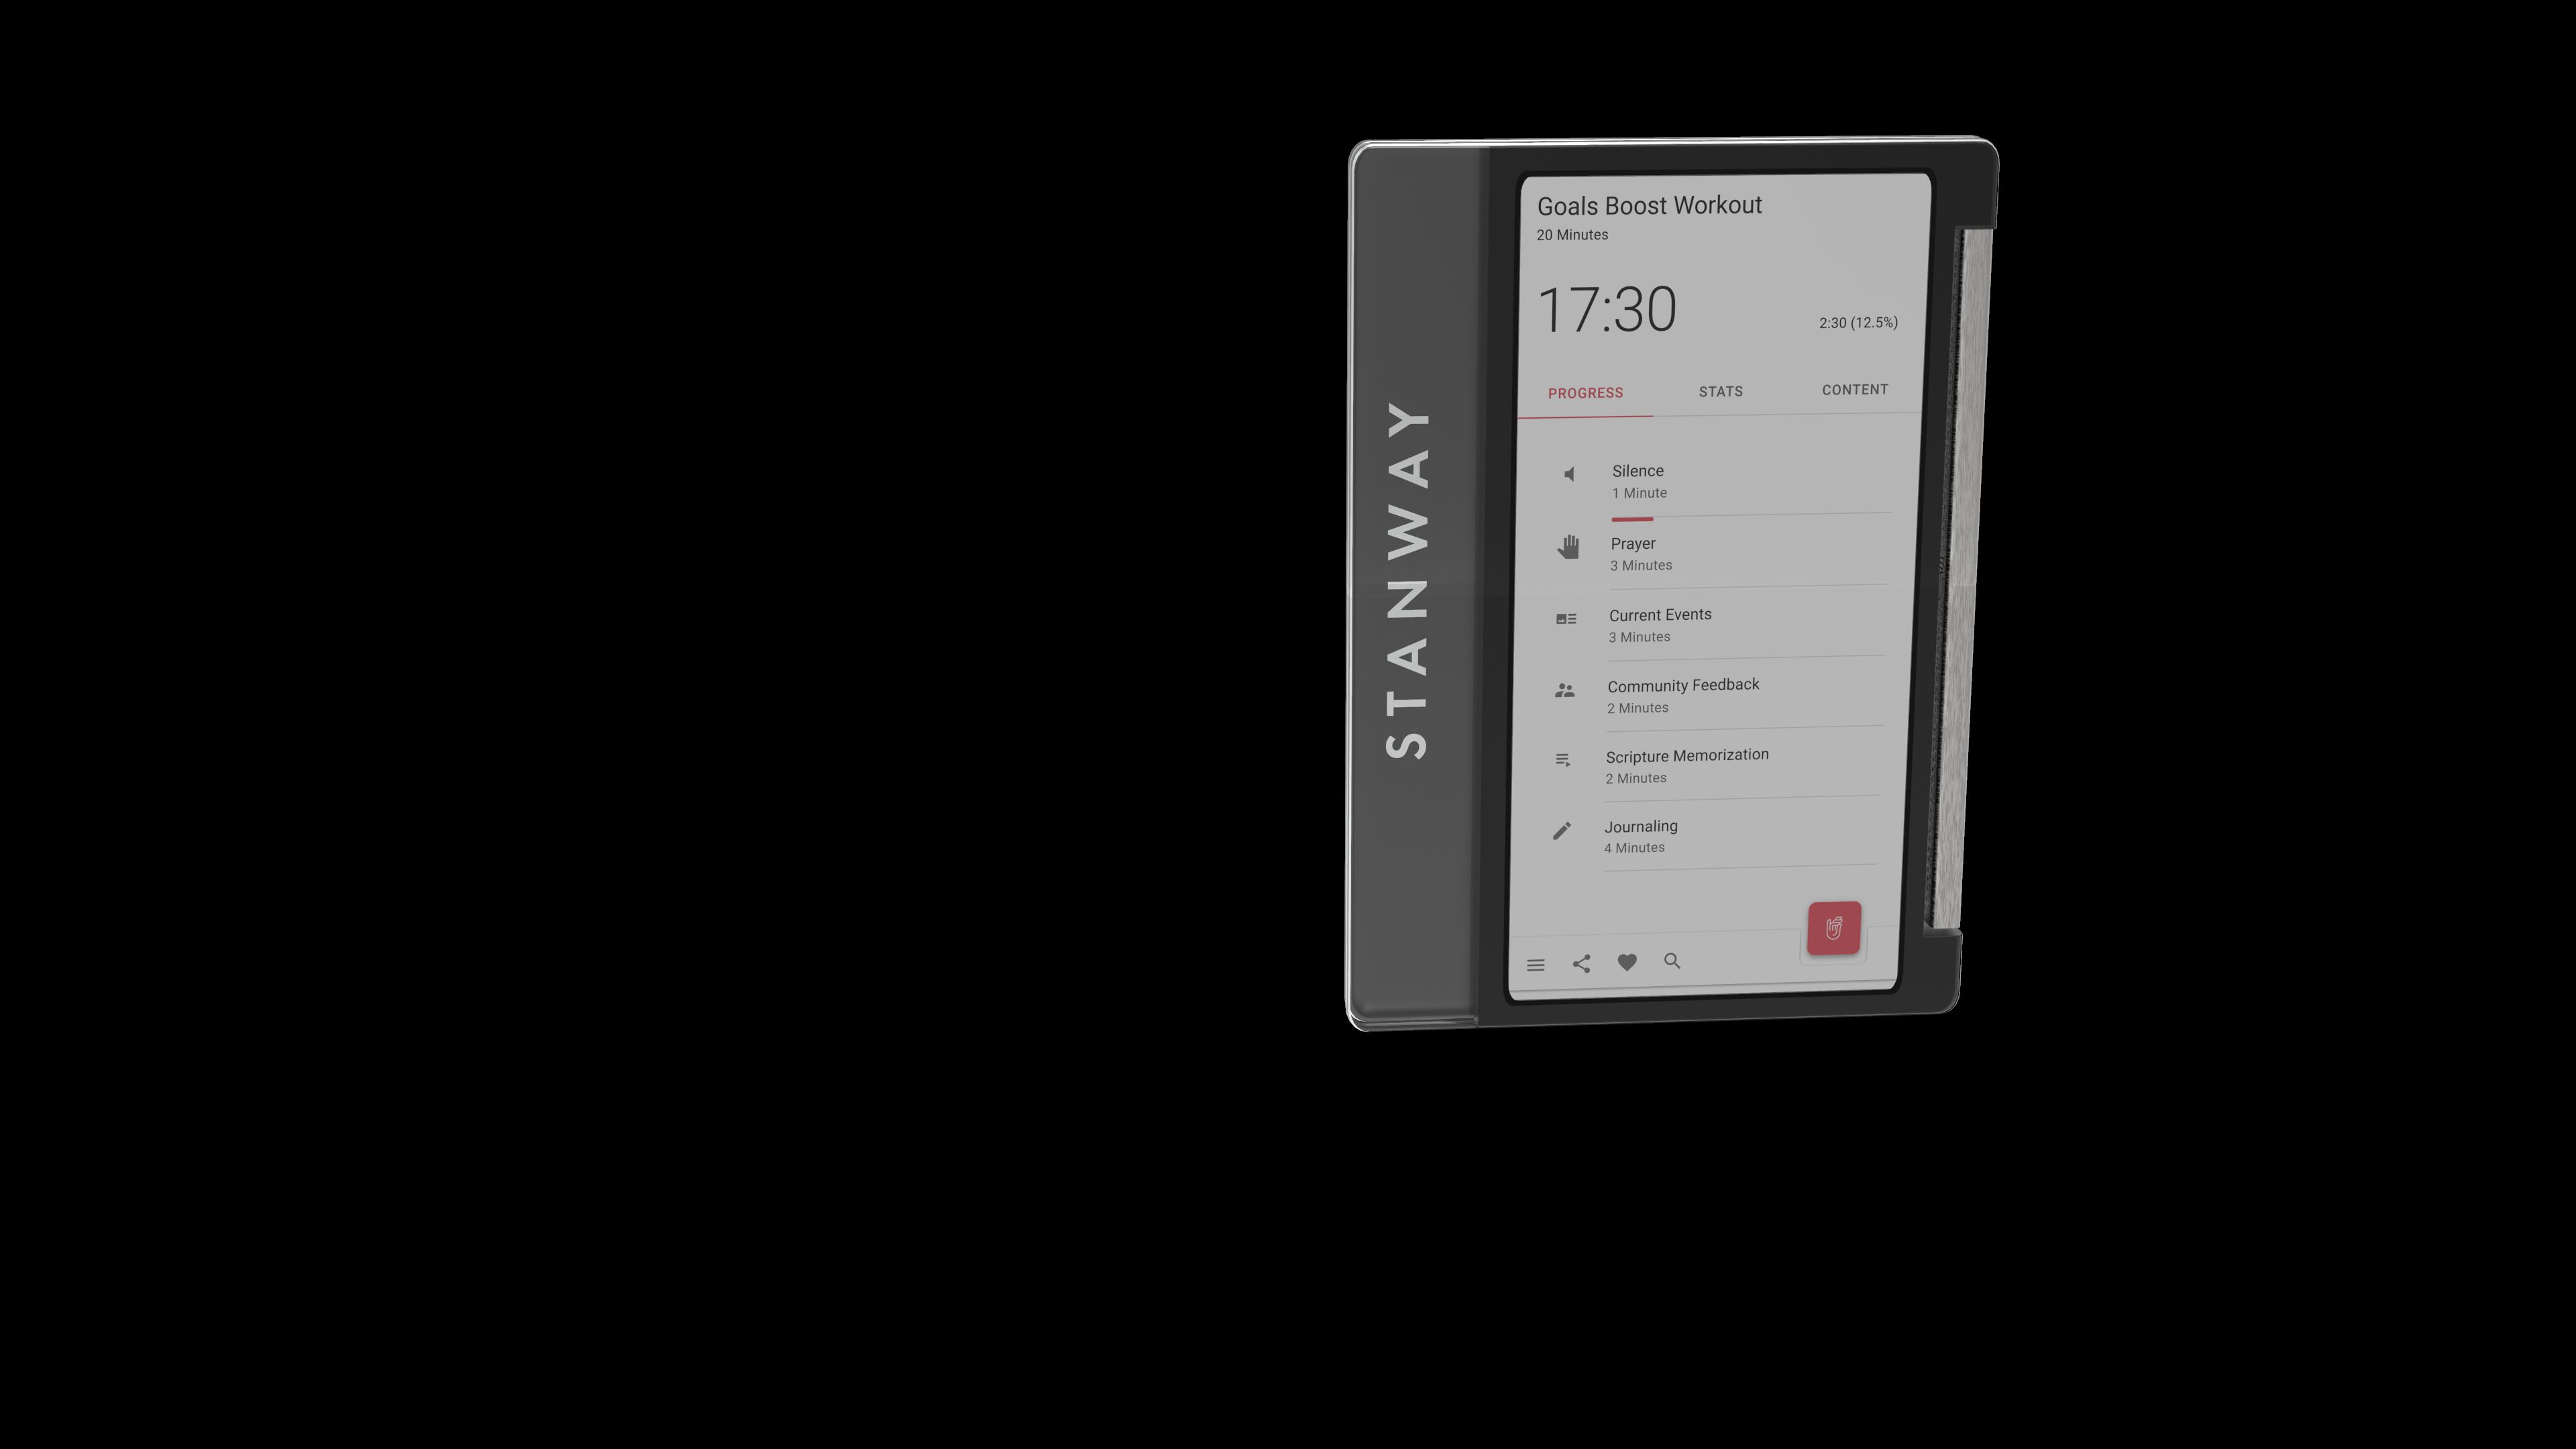 STANWAY
Goals Boost Workout
20 Minutes
17:30
2:30 (12.5%)
PROGRESS STATS CONTENT
Silence
1 Minute
Prayer
3 Minutes
Current Events
3 Minutes
Community Feedback
2 Minutes
Scripture Memorization
2 Minutes
Journaling
4 Minutes